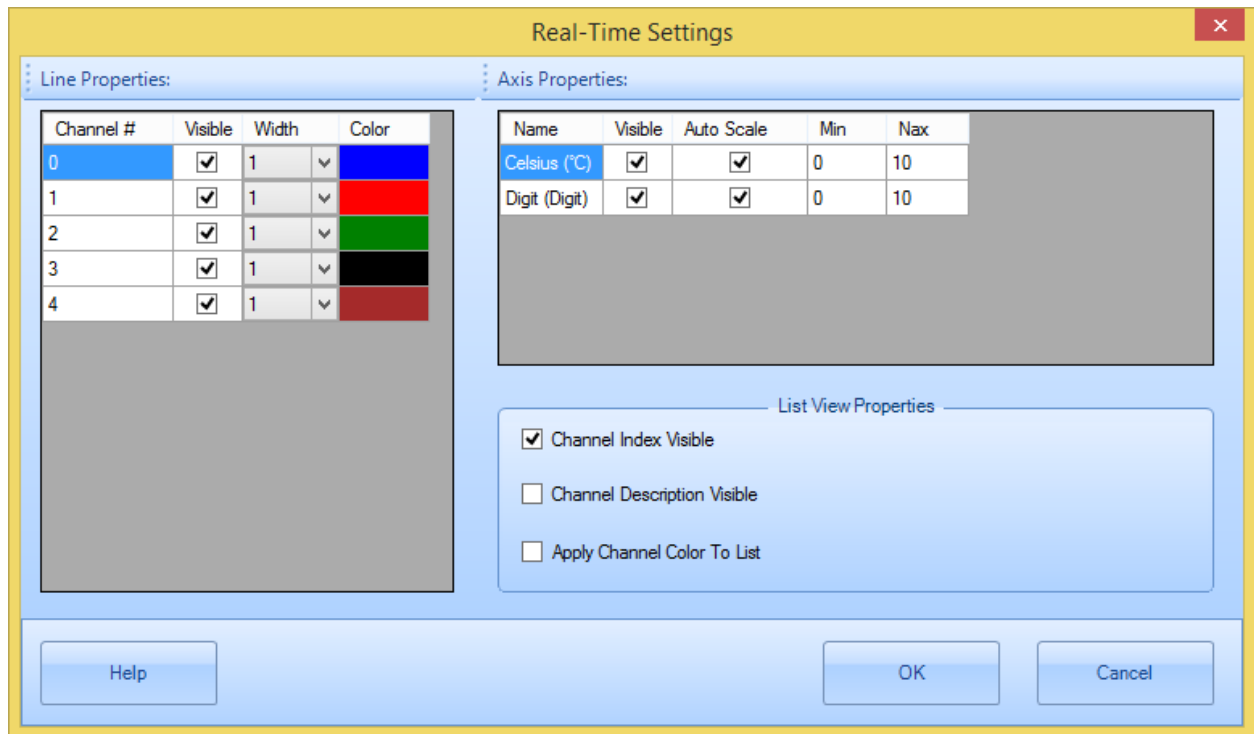 Real-Time Settings
Line Properties:
Channel # Visible Width Color
0 1
1 1
2 1
3 1
4 1
Axis Properties:
Name Visible Auto Scale Min Nax
Celsius (℃) 0 10
Digit (Digit) 0 10
List View Properties
Channel Index Visible
Channel Description Visible
Apply Channel Color To List
Help OK Cancel